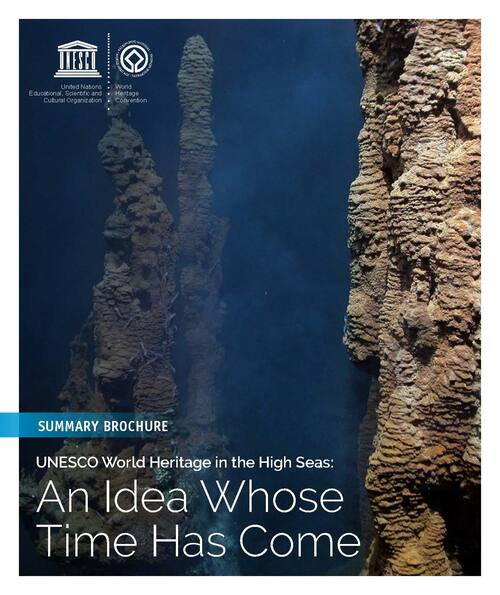 UNESCO
United Nations
Educational, Scientific and
Cultural Organization
World
Heritage
Convention
SUMMARY BROCHURE
UNESCO World Heritage in the High Seas:
An Idea Whose
Time Has Come